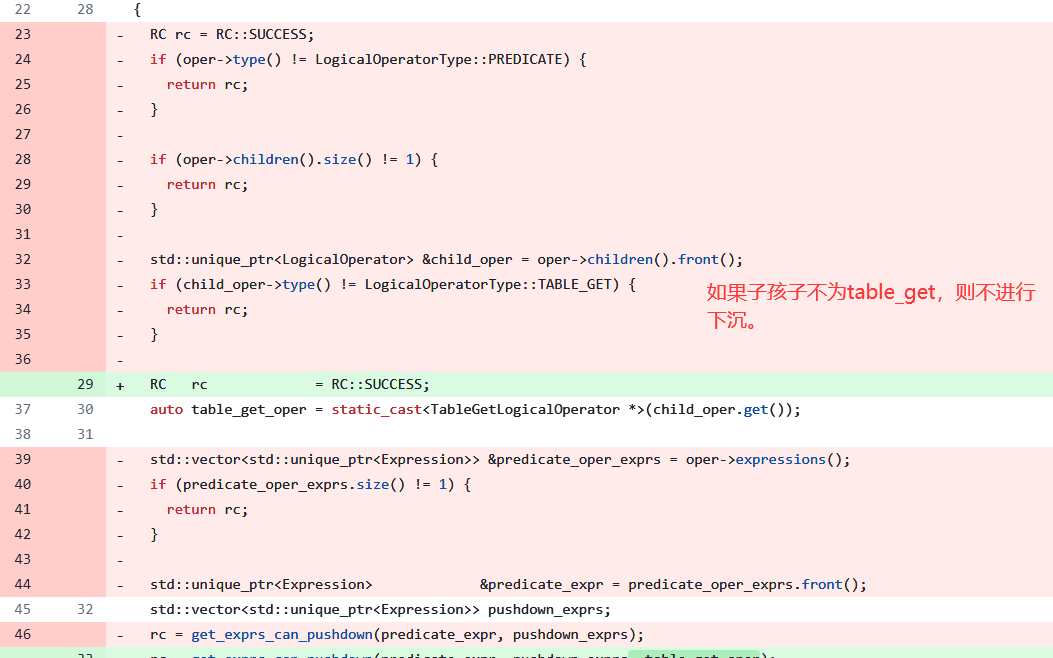 22 28 {
23 - RC rc = RC::SUCCESS;
24 - if (oper->type() != LogicalOperatorType::PREDICATE) {
25 - return rc;
26 - }
27 -
28 - if (oper->children().size() != 1) {
29 - return rc;
30 - }
31 -
32 - std::unique_ptr<LogicalOperator> &child_oper = oper->children().front();
33 - if (child_oper->type() != LogicalOperatorType::TABLE_GET) {
如果子孩子不为table_get，则不进行
34 - return rc;
下沉。
35 - }
36 -
29 + RC rc = RC::SUCCESS;
37 30 auto table_get_oper = static_cast<TableGetLogicalOperator *>(child_oper.get());
38 31
39 - std::vector<std::unique_ptr<Expression>> &predicate_oper_exprs = oper->expressions();
40 - if (predicate_oper_exprs.size() != 1) {
41 - return rc;
42 - }
43 -
44 - std::unique_ptr<Expression> &predicate_expr = predicate_oper_exprs.front();
45 32 std::vector<std::unique_ptr<Expression>> pushdown_exprs;
46 - rc = get_exprs_can_pushdown(predicate_expr, pushdown_exprs);